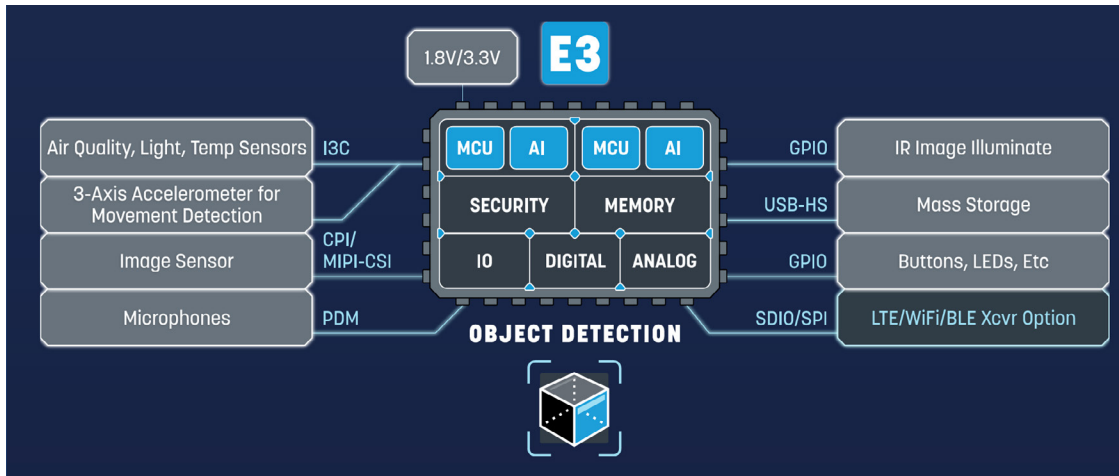 1.8V/3.3V
E3
Air Quality, Light, Temp Sensors
I3C
3-Axis Accelerometer for
Movement Detection
Image Sensor
CPI/
MIPI-CSI
Microphones
PDM
MCU
AI
MCU
AI
SECURITY
MEMORY
IO
DIGITAL
ANALOG
GPIO
IR Image Illuminate
USB-HS
Mass Storage
GPIO
Buttons, LEDs, Etc
SDIO/SPI
LTE/WiFi/BLE Xcvr Option
OBJECT DETECTION